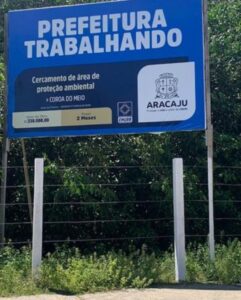 PREFEITURA
TRABALHANDO
Cercamento de área de
proteção ambiental
> COROA DO MEIO
2 Meses
ARACAJU